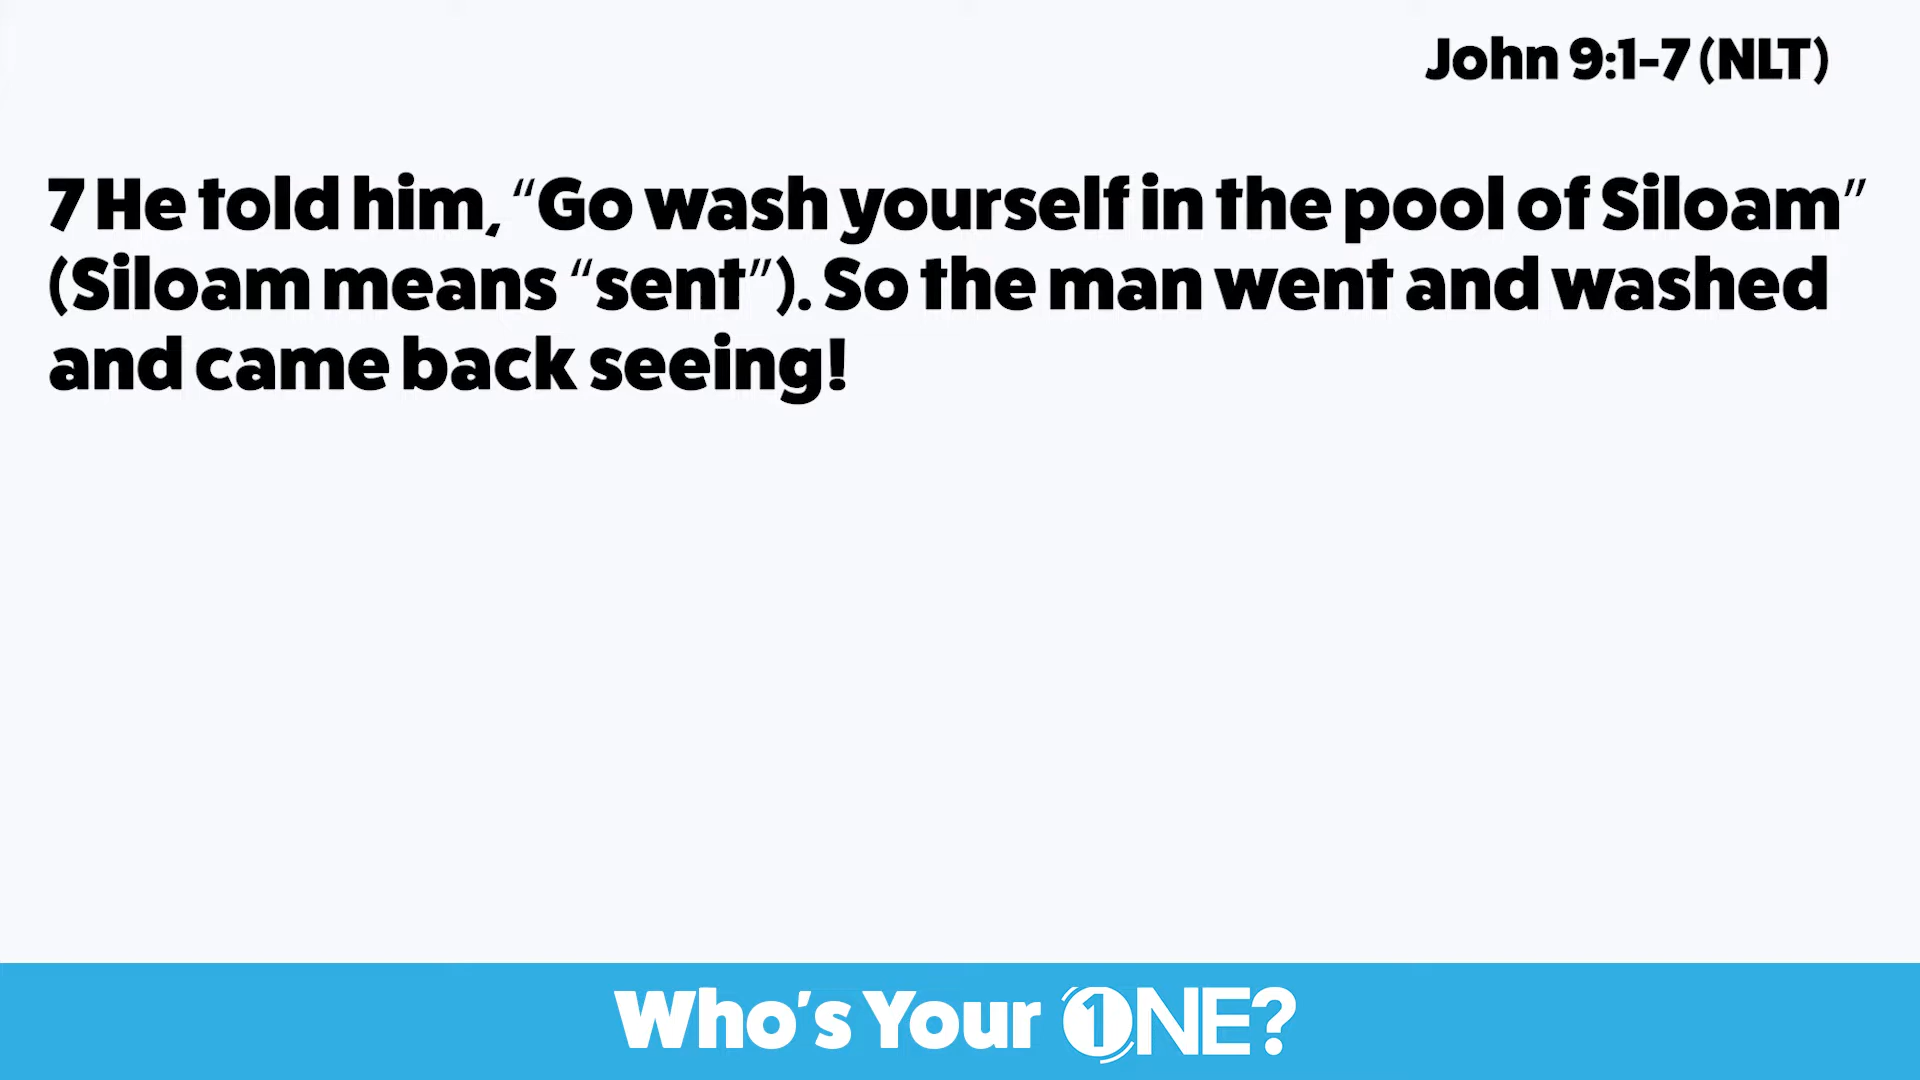 John 9:1-7 (NLT)
7 He told him, “Go wash yourself in the pool of Siloam”
(Siloam means “sent”). So the man went and washed
and came back seeing!
Who's Your 1NE?